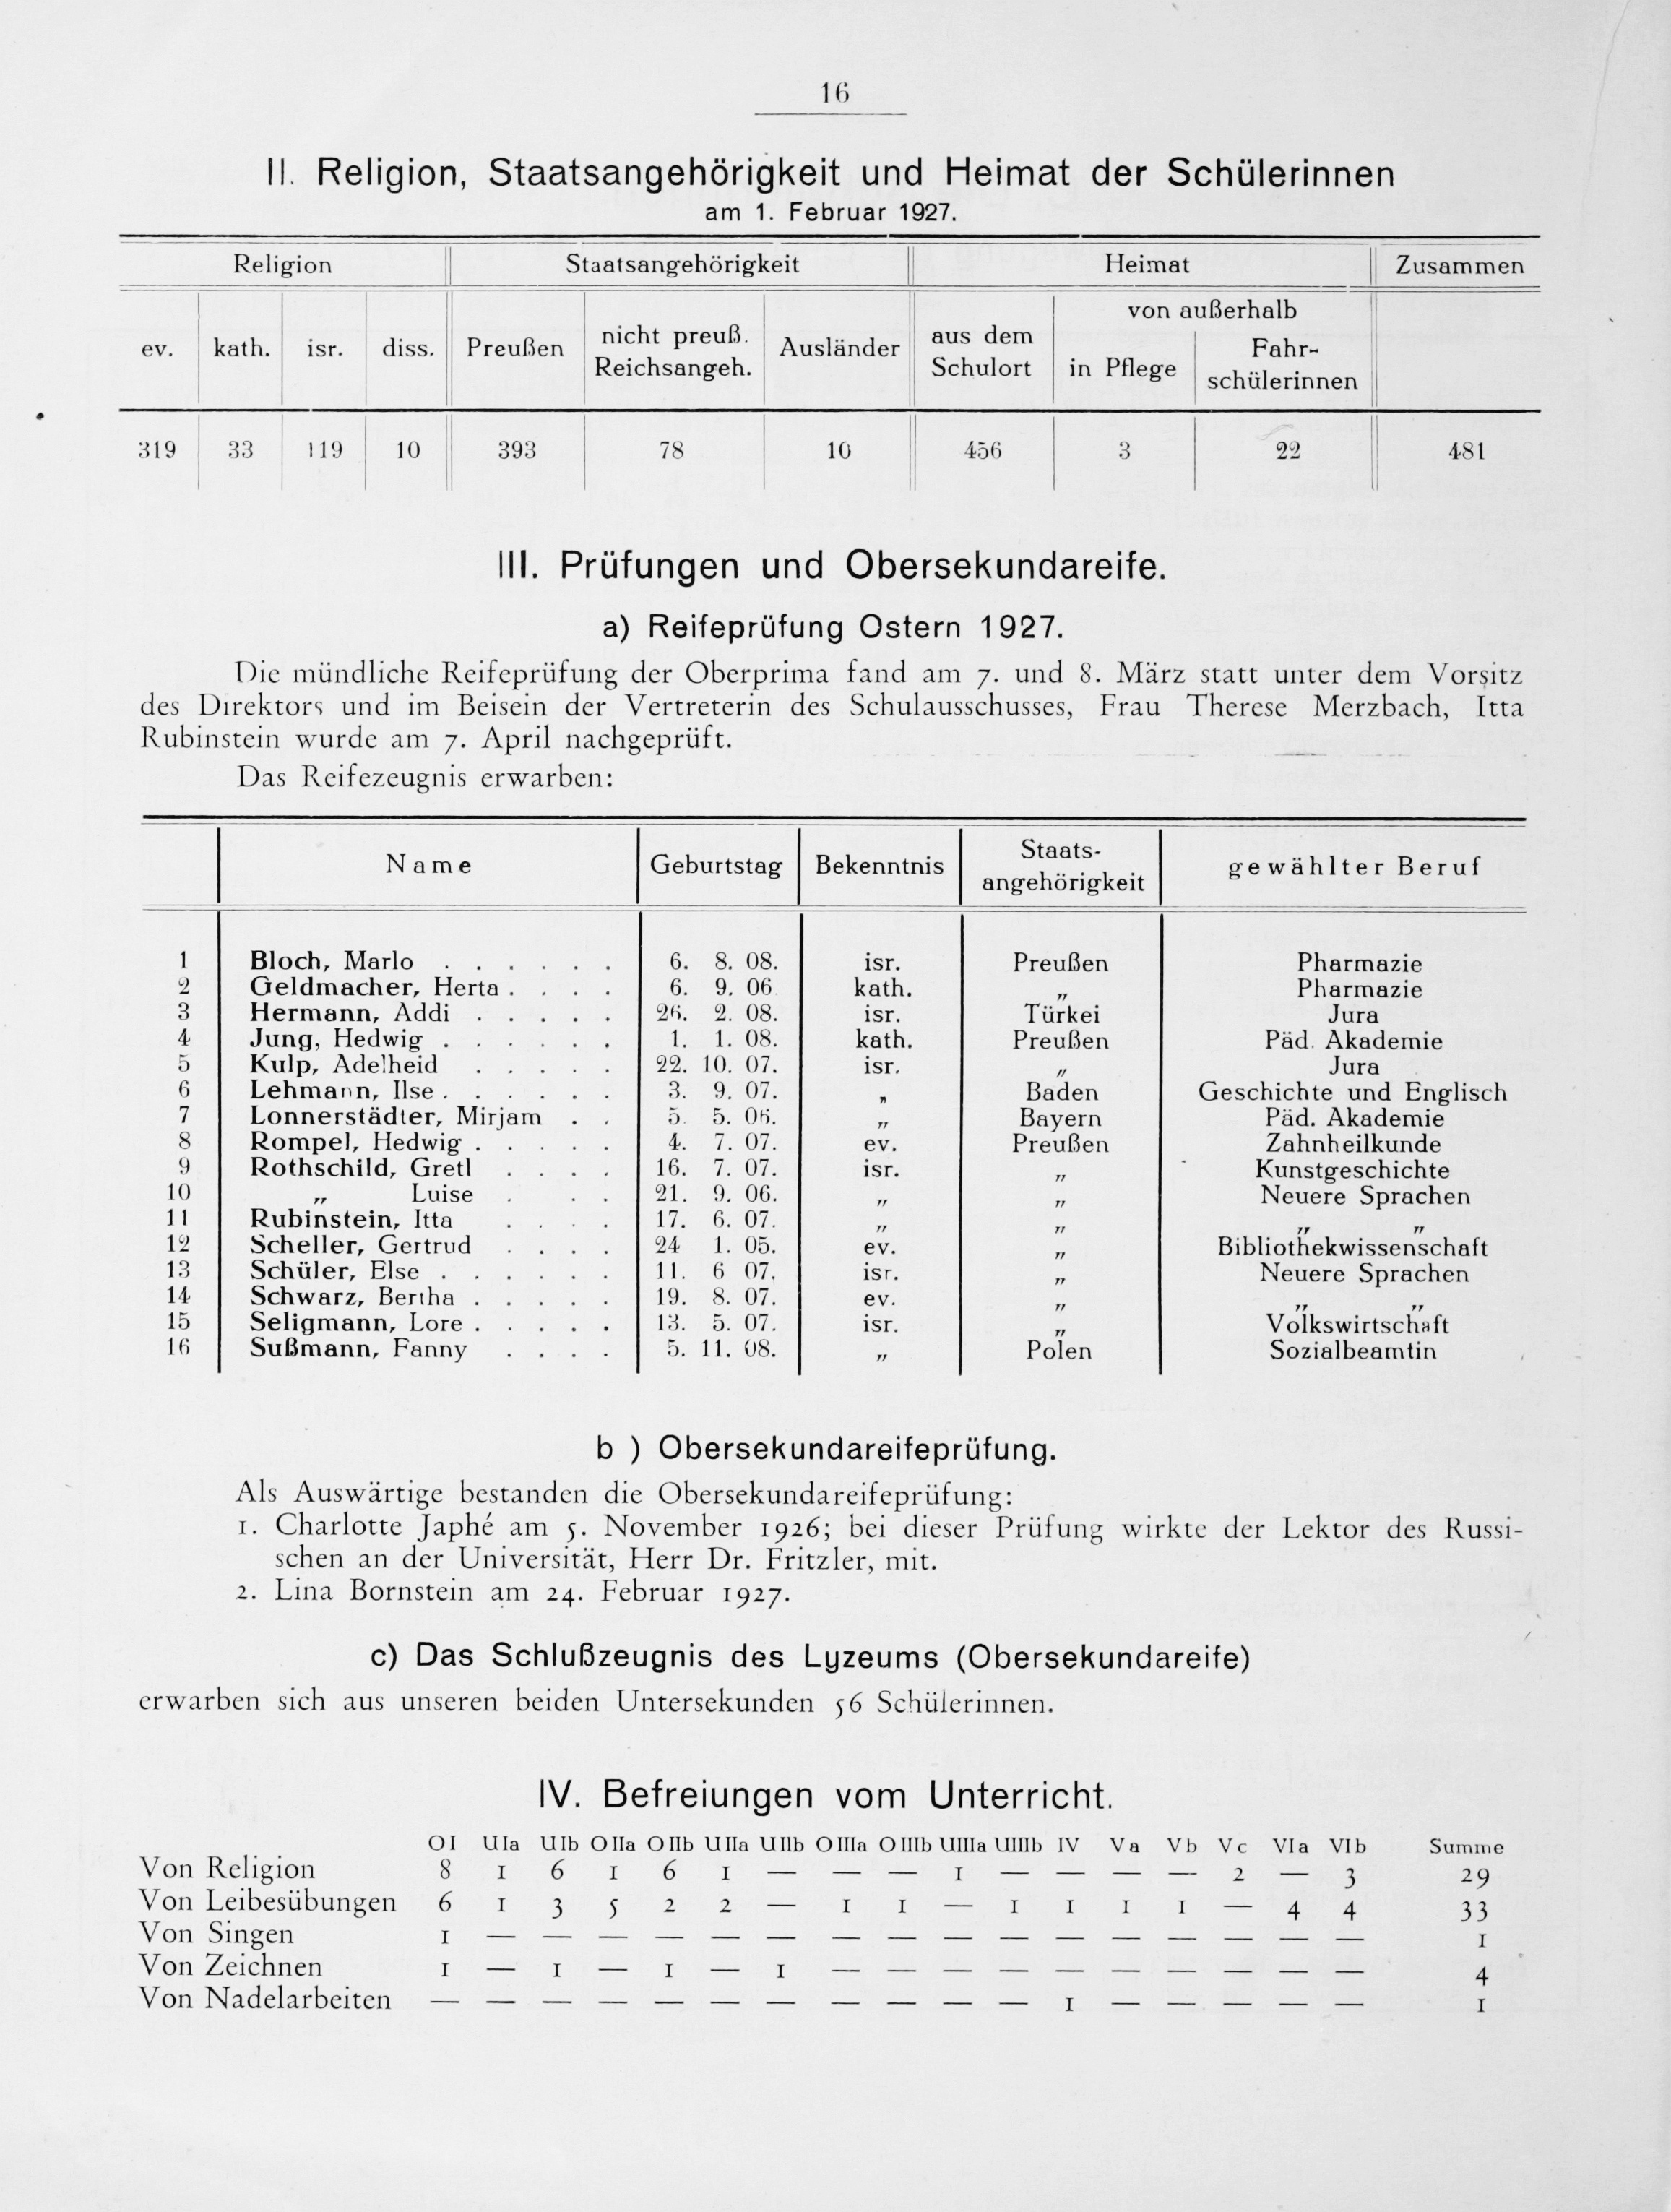 16
II. Religion, Staatsangehörigkeit und Heimat der Schülerinnen
am 1. Februar 1927.
Religion Staatsangehörigkeit Heimat Zusammen
ev. kath. isr. diss. Preußen nicht preuß. Reichsangeh. Ausländer aus dem Schulort von außerhalb in Pflege Fahr-schülerinnen
319 33 119 10 393 78 10 456 3 22 481
III. Prüfungen und Obersekundareife.
a) Reifeprüfung Ostern 1927.
Die mündliche Reifeprüfung der Oberprima fand am 7. und 8. März statt unter dem Vorsitz
des Direktors und im Beisein der Vertreterin des Schulausschusses, Frau Therese Merzbach, Itta
Rubinstein wurde am 7. April nachgeprüft.
Das Reifezeugnis erwarben:
Name Geburtstag Bekenntnis Staats-angehörigkeit gewählter Beruf
1 Bloch, Marlo . . . . . . 6. 8. 08. isr. Preußen Pharmazie
2 Geldmacher, Herta . . . . 6. 9. 06 kath. " Pharmazie
3 Hermann, Addi . . . . . 26. 2. 08. isr. Türkei Jura
4 Jung, Hedwig . . . . . . 1. 1. 08. kath. Preußen Päd. Akademie
5 Kulp, Adelheid . . . . . 22. 10. 07. isr. " Jura
6 Lehmann, Ilse . . . . . . 3. 9. 07. " Baden Geschichte und Englisch
7 Lonnerstädter, Mirjam . . 5. 5. 06. " Bayern Päd. Akademie
8 Rompel, Hedwig . . . . . 4. 7. 07. ev. Preußen Zahnheilkunde
9 Rothschild, Gretl . . . . 16. 7. 07. isr. " Kunstgeschichte
10 " Luise . . . 21. 9. 06. " " Neuere Sprachen
11 Rubinstein, Itta . . . . 17. 6. 07. " " " "
12 Scheller, Gertrud . . . . 24 1. 05. ev. " Bibliothekwissenschaft
13 Schüler, Else . . . . . . 11. 6 07. isr. " Neuere Sprachen
14 Schwarz, Bertha . . . . . 19. 8. 07. ev. " " "
15 Seligmann, Lore . . . . . 13. 5. 07. isr. " Volkswirtschaft
16 Sußmann, Fanny . . . . 5. 11. 08. " Polen Sozialbeamtin
b ) Obersekundareifeprüfung.
Als Auswärtige bestanden die Obersekundareifeprüfung:
1. Charlotte Japhé am 5. November 1926; bei dieser Prüfung wirkte der Lektor des Russi-
schen an der Universität, Herr Dr. Fritzler, mit.
2. Lina Bornstein am 24. Februar 1927.
c) Das Schlußzeugnis des Lyzeums (Obersekundareife)
erwarben sich aus unseren beiden Untersekunden 56 Schülerinnen.
IV. Befreiungen vom Unterricht.
OI UIa UIb OIIa OIIb UIIa UIIb OIIIa OIIIb UIIIa UIIIb IV Va Vb Vc VIa VIb Summe
Von Religion 8 1 6 1 6 1 — — — 1 — — — — 2 — 3 29
Von Leibesübungen 6 1 3 5 2 2 — 1 1 — 1 1 1 1 — 4 4 33
Von Singen 1 — — — — — — — — — — — — — — — — 1
Von Zeichnen 1 — 1 — 1 — 1 — — — — — — — — — — 4
Von Nadelarbeiten — — — — — — — — — — — 1 — — — — — 1